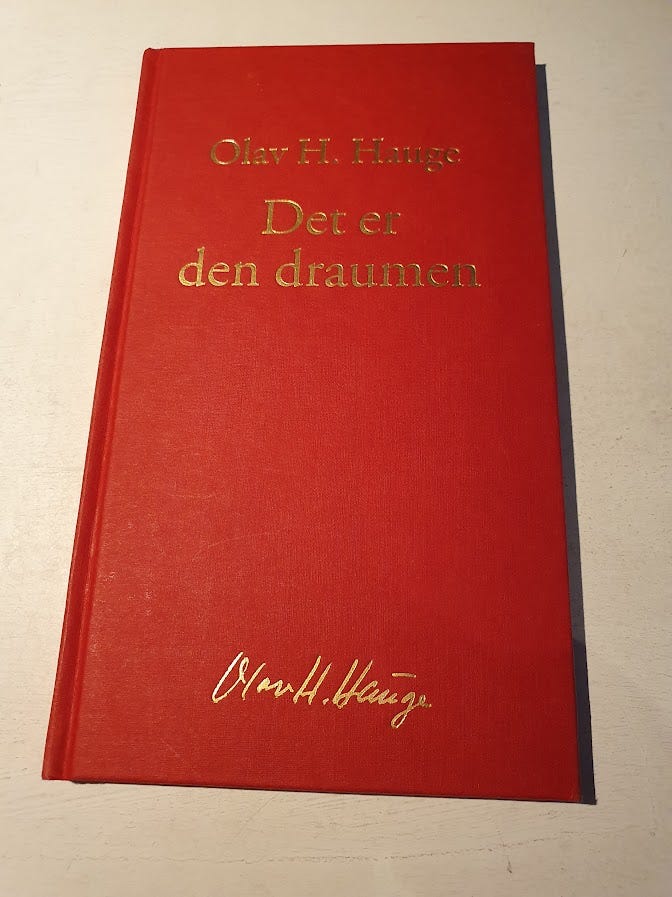 Olav H. Hauge
Det er
den draumen
Olav H. Hauge